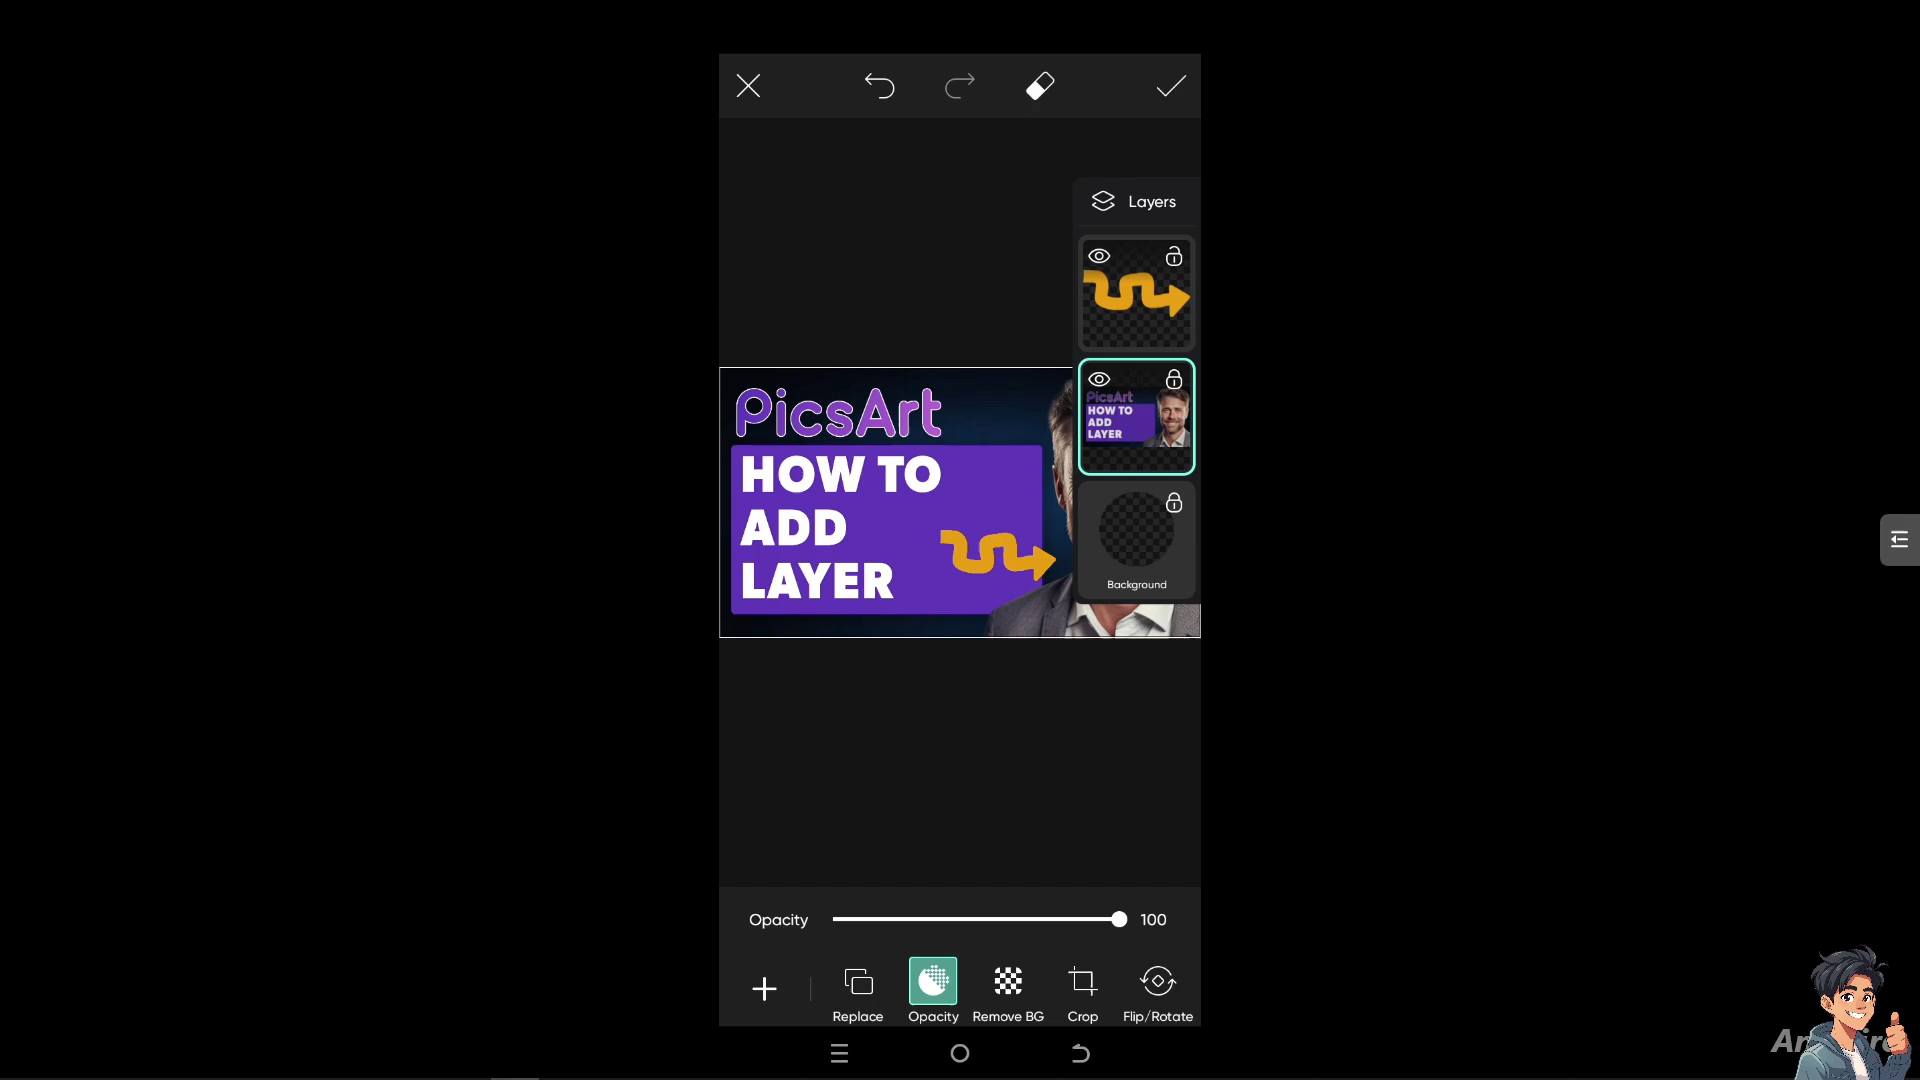 Layers
PicsArt
HOW TO
ADD
LAYER
PicsArt
HOW TO
ADD
LAYER
Background
Opacity
100
Replace
Opacity
Remove BG
Crop
Flip/Rotate